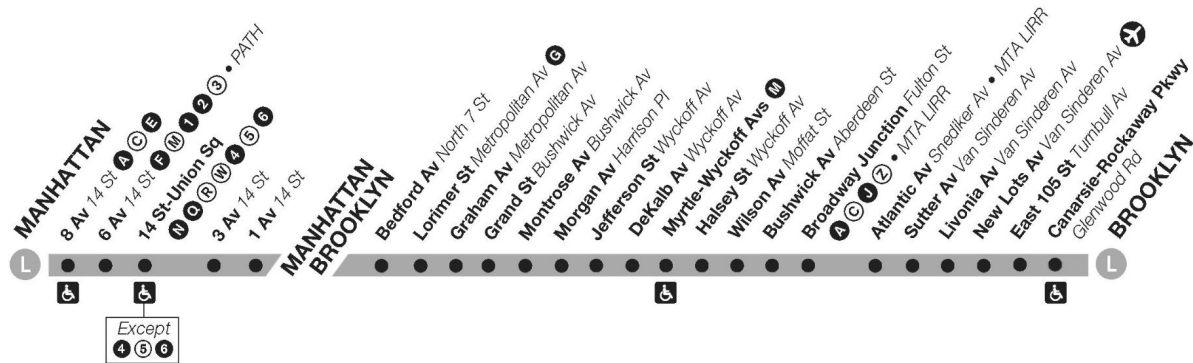 MANHATTAN
L
8 Av 14 St A C E
6 Av 14 St F M 1 2 3 • PATH
14 St-Union Sq
N Q R W 4 5 6
Except
4 5 6
3 Av 14 St
1 Av 14 St
MANHATTAN
BROOKLYN
Bedford Av North 7 St
Lorimer St Metropolitan Av G
Graham Av Metropolitan Av
Grand St Bushwick Av
Montrose Av Bushwick Av
Morgan Av Harrison Pl
Jefferson St Wyckoff Av
DeKalb Av Wyckoff Av
Myrtle-Wyckoff Avs M
Halsey St Wyckoff Av
Wilson Av Moffat St
Bushwick Av Aberdeen St
Broadway Junction Fulton St
A C J Z • MTA LIRR
Atlantic Av Snediker Av • MTA LIRR
Sutter Av Van Sinderen Av
Livonia Av Van Sinderen Av
New Lots Av Van Sinderen Av
East 105 St Turnbull Av
Canarsie-Rockaway Pkwy
Glenwood Rd
BROOKLYN
L